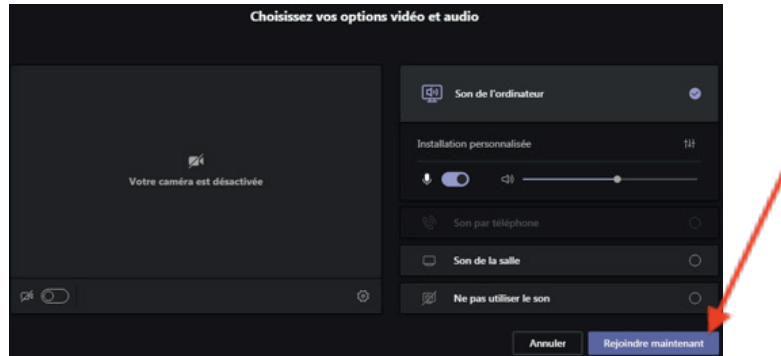 Choisissez vos options vidéo et audio
Son de l'ordinateur
Installation personnalisée
Votre caméra est désactivée
Son par téléphone
Son de la salle
Ne pas utiliser le son
Annuler
Rejoindre maintenant